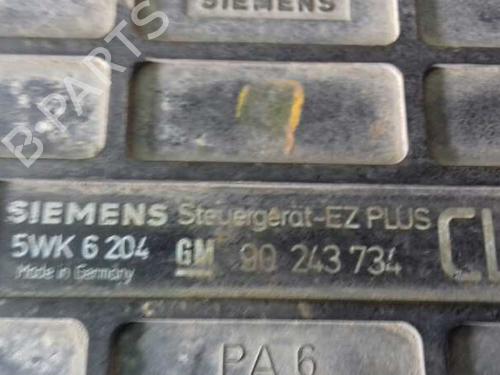 SIEMENS
B-PARTS
SIEMENS Steuergerät-EZ PLUS
5WK 6 204 GM 90 243 734
Made in Germany
PA 6